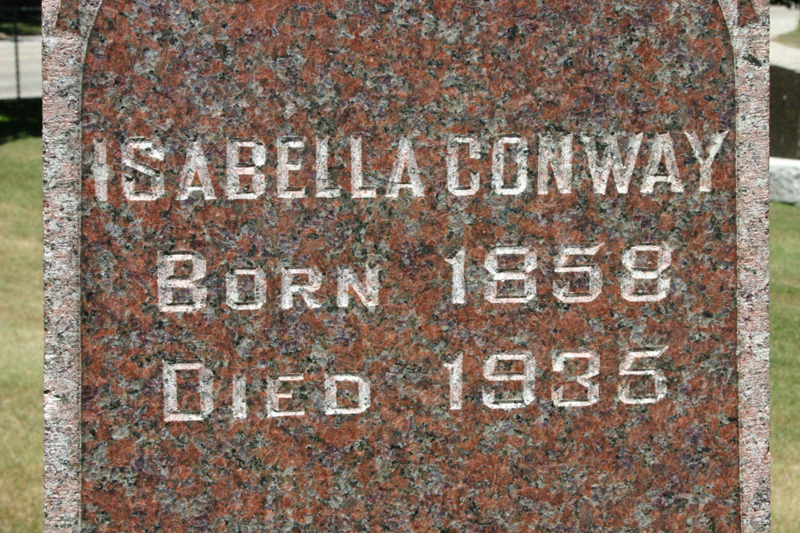 ISABELLA CONWAY
BORN 1858
DIED 1935